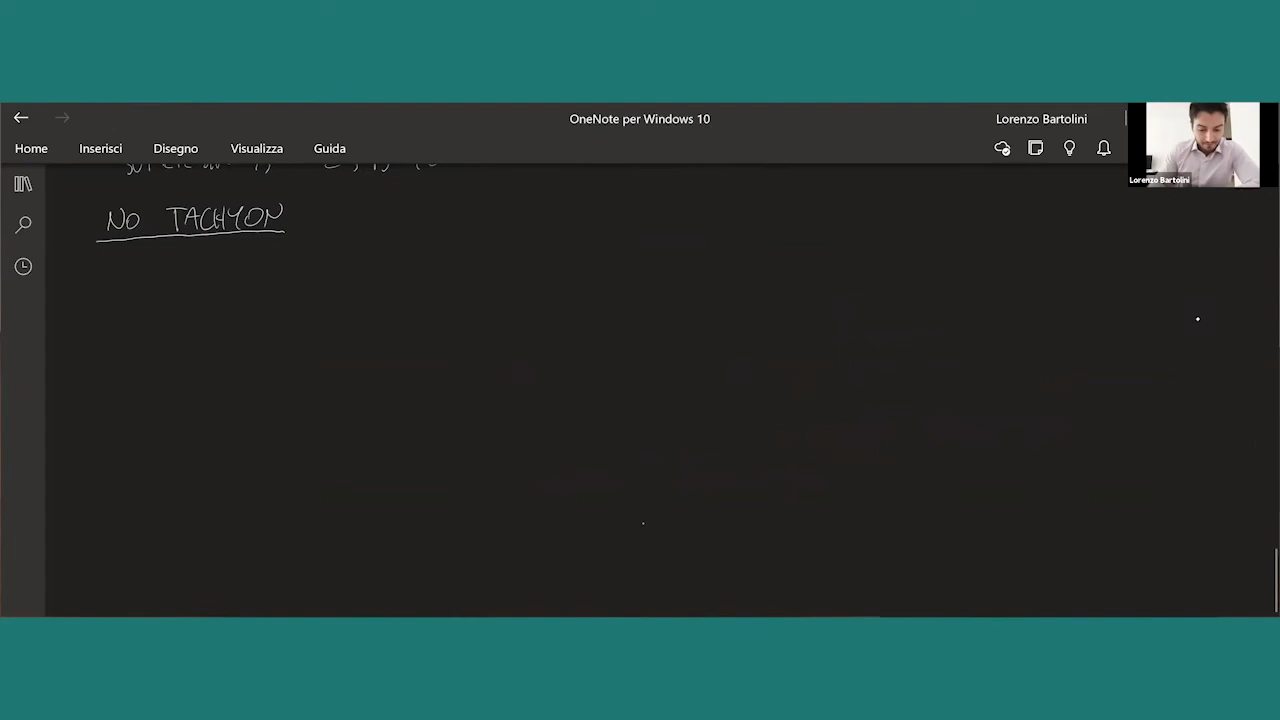 OneNote per Windows 10
Lorenzo Bartolini
Home Inserisci Disegno Visualizza Guida
Lorenzo Bartolini
NO TACHYON